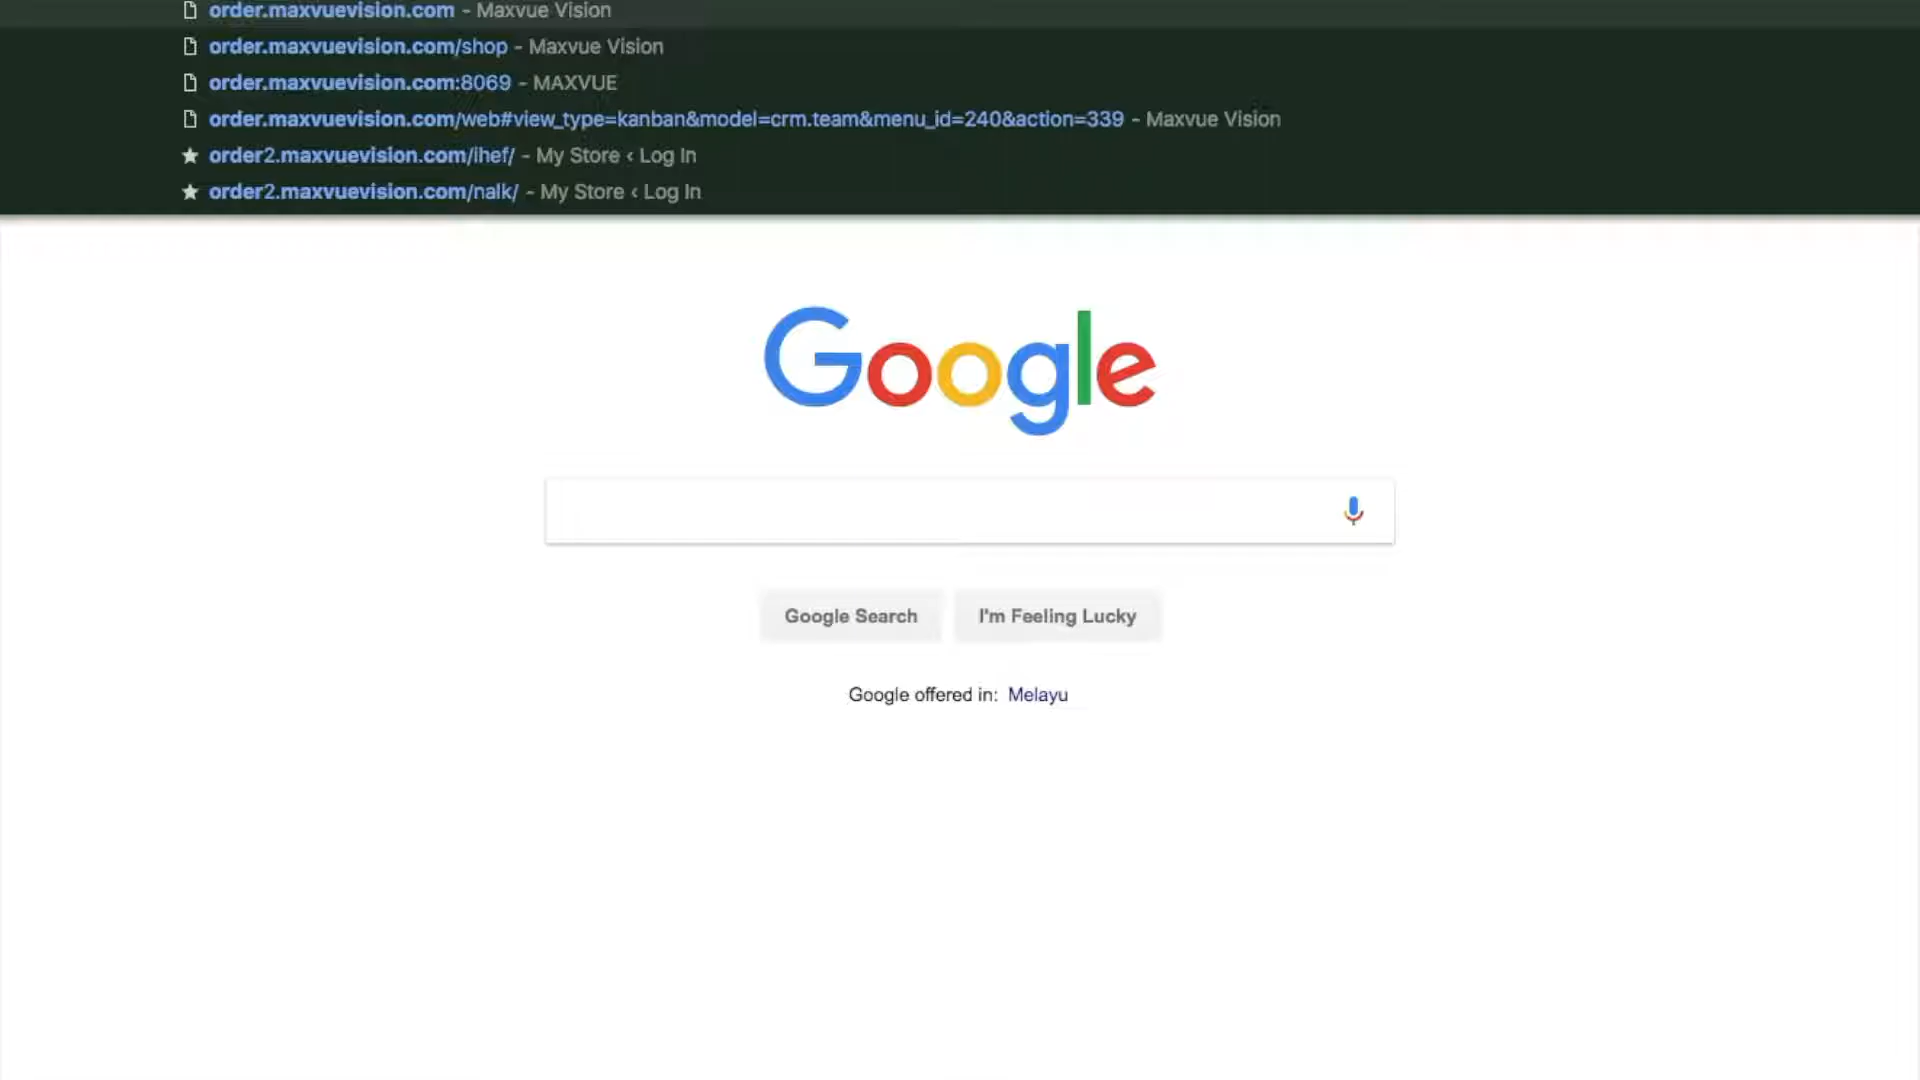 order.maxvuevision.com - Maxvue Vision
order.maxvuevision.com/shop - Maxvue Vision
order.maxvuevision.com:8069 - MAXVUE
order.maxvuevision.com/web#view_type=kanban&model=crm.team&menu_id=240&action=339 - Maxvue Vision
order2.maxvuevision.com/ihef/ - My Store ‹ Log In
order2.maxvuevision.com/nalk/ - My Store ‹ Log In
Google
Google Search
I'm Feeling Lucky
Google offered in: Melayu